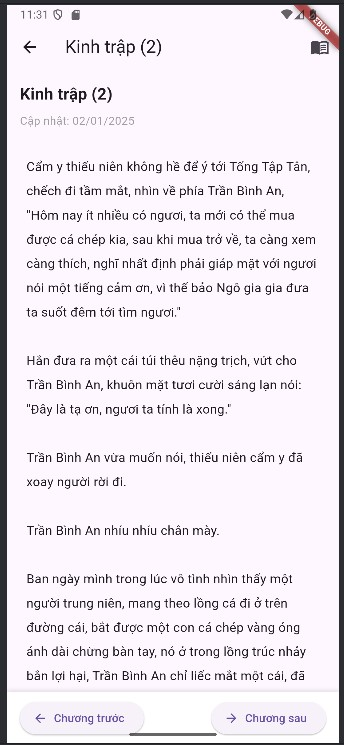 11:31
DEBUG
Kinh trập (2)
Kinh trập (2)
Cập nhật: 02/01/2025
Cẩm y thiếu niên không hề để ý tới Tống Tập Tân,
chếch đi tầm mắt, nhìn về phía Trần Bình An,
"Hôm nay ít nhiều có ngươi, ta mới có thể mua
được cá chép kia, sau khi mua trở về, ta càng xem
càng thích, nghĩ nhất định phải giáp mặt với ngươi
nói một tiếng cảm ơn, vì thế bảo Ngô gia gia đưa
ta suốt đêm tới tìm ngươi."
Hắn đưa ra một cái túi thêu nặng trịch, vứt cho
Trần Bình An, khuôn mặt tươi cười sáng lạn nói:
"Đây là tạ ơn, ngươi ta tính là xong."
Trần Bình An vừa muốn nói, thiếu niên cẩm y đã
xoay người rời đi.
Trần Bình An nhíu nhíu chân mày.
Ban ngày mình trong lúc vô tình nhìn thấy một
người trung niên, mang theo lồng cá đi ở trên
đường cái, bắt được một con cá chép vàng óng
ánh dài chừng bàn tay, nó ở trong lồng trúc nhảy
bắn lợi hại, Trần Bình An chỉ liếc mắt một cái, đã
Chương trước
Chương sau